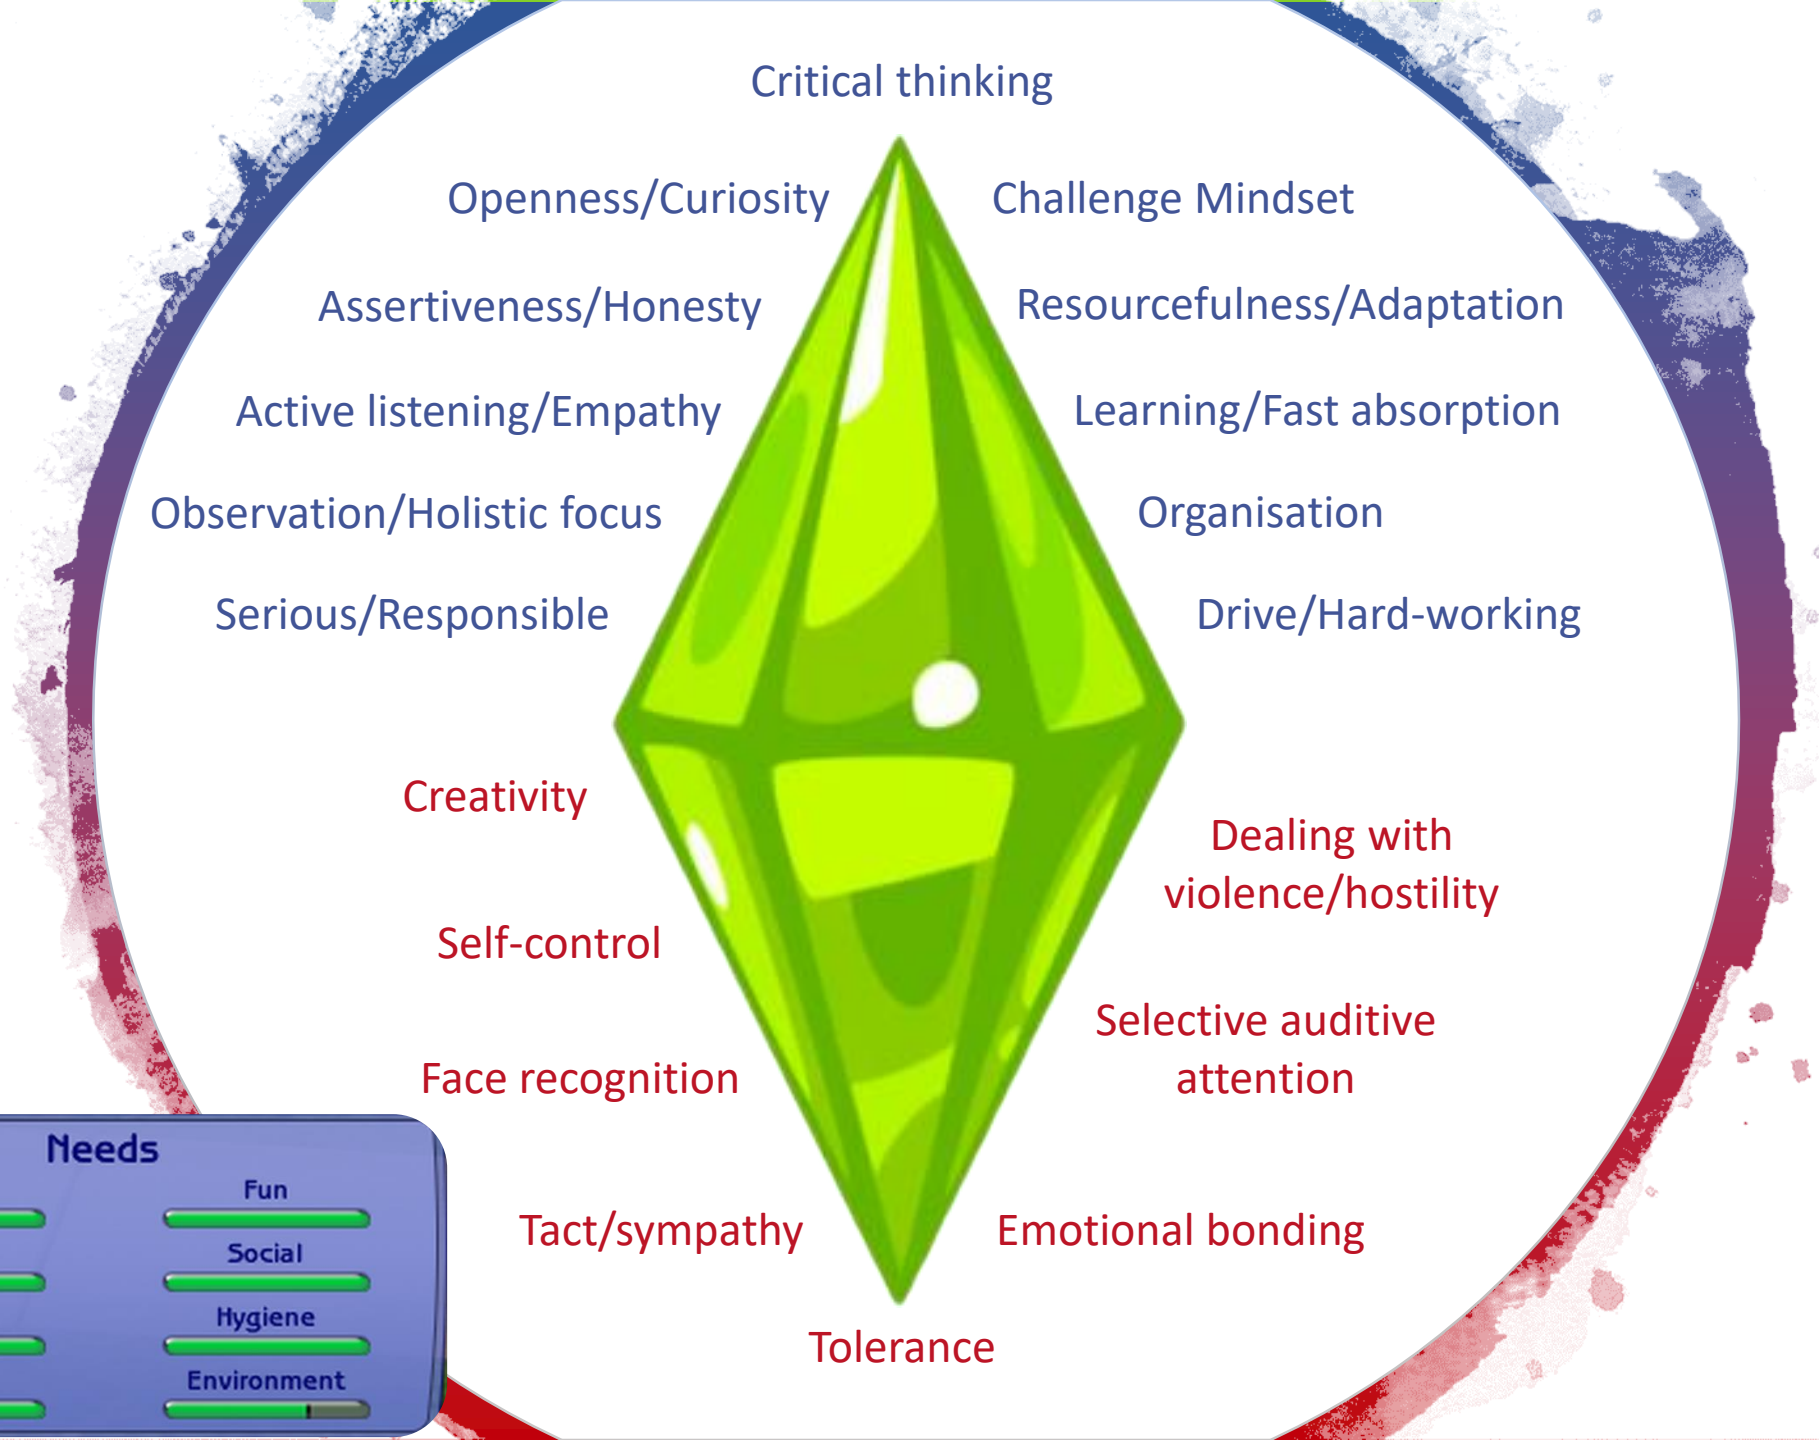 Critical thinking
Openness/Curiosity
Challenge Mindset
Assertiveness/Honesty
Resourcefulness/Adaptation
Active listening/Empathy
Learning/Fast absorption
Observation/Holistic focus
Organisation
Serious/Responsible
Drive/Hard-working
Creativity
Dealing with
violence/hostility
Self-control
Selective auditive
attention
Face recognition
Tact/sympathy
Emotional bonding
Tolerance
Needs
Fun
Social
Hygiene
Environment